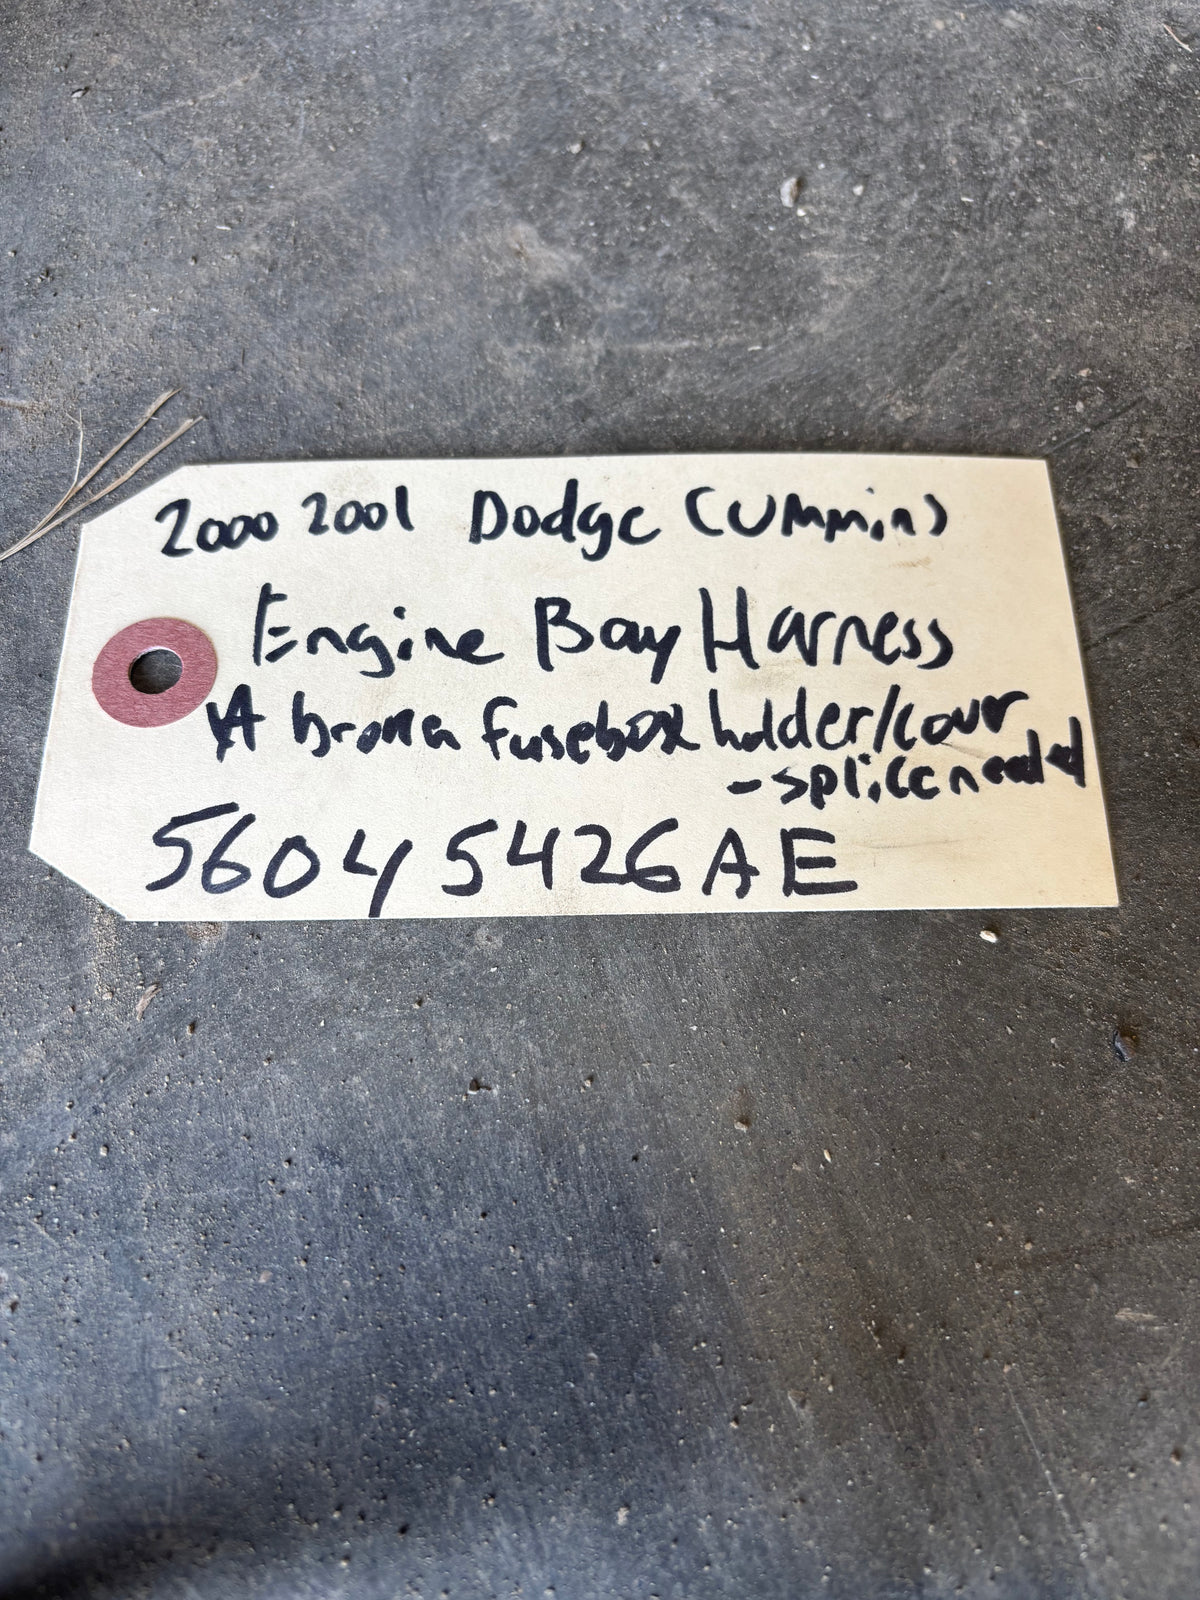 2000 2001 Dodge Cummins
Engine Bay Harness
* broken fusebox holder/cover
- splice needed
56045426AE